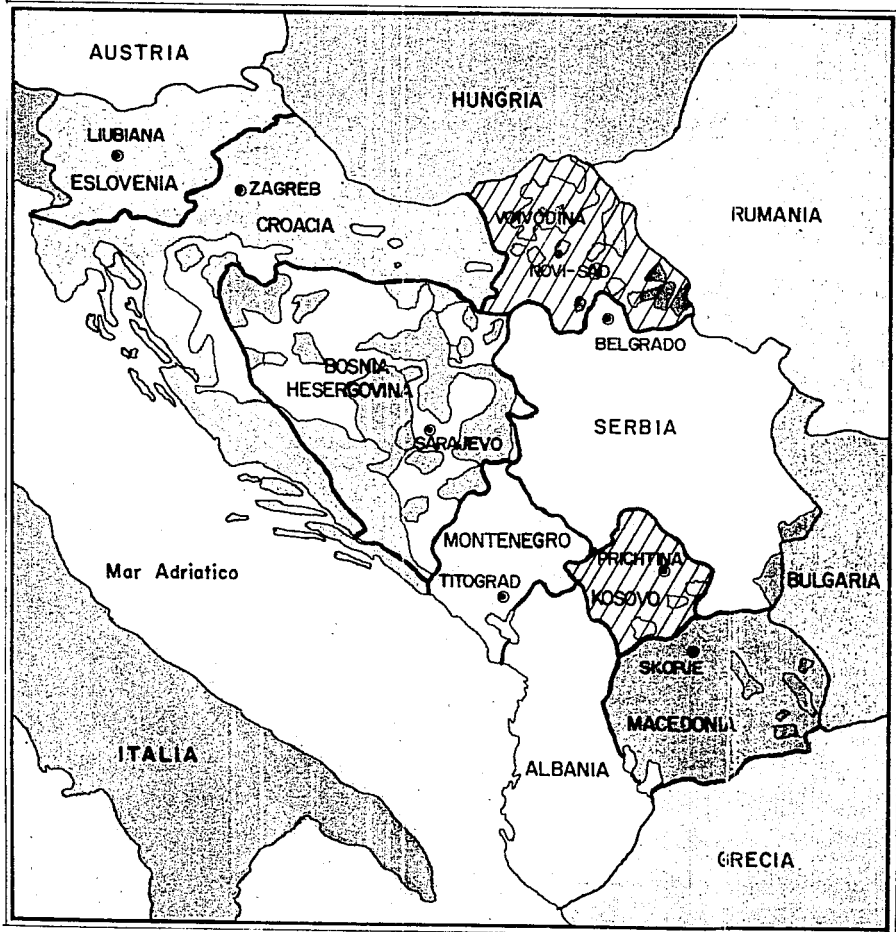 AUSTRIA
HUNGRIA
LIUBIANA
ESLOVENIA
ZAGREB
CROACIA
VOIVODINA
RUMANIA
NOVI-SAD
BELGRADO
BOSNIA
HESERGOVINA
SARAJEVO
SERBIA
MONTENEGRO
PRICHTINA
Mar Adriatico
TITOGRAD
KOSOVO
BULGARIA
SKOPJE
MACEDONIA
ITALIA
ALBANIA
GRECIA